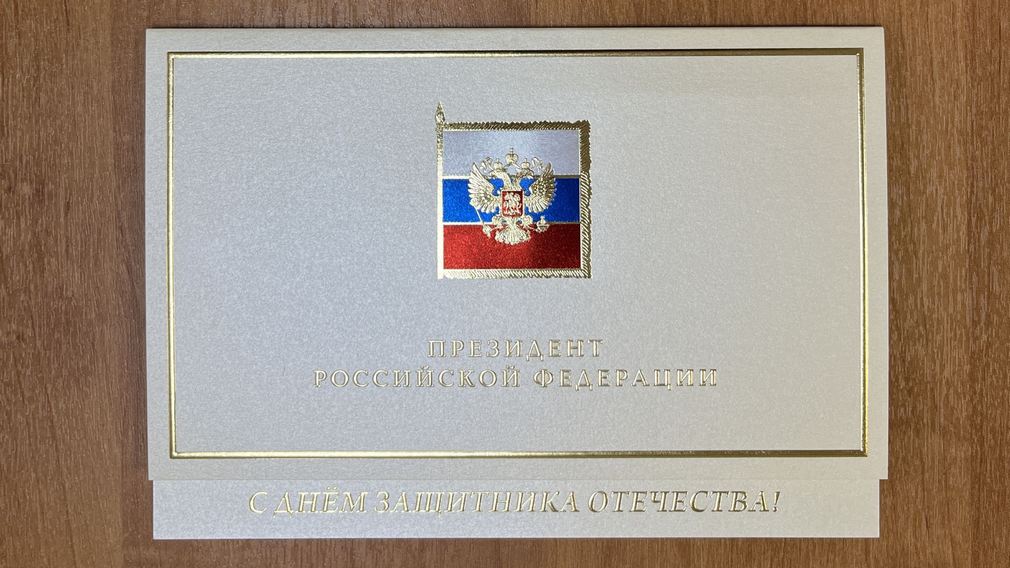 ПРЕЗИДЕНТ
РОССИЙСКОЙ ФЕДЕРАЦИИ
С ДНЁМ ЗАЩИТНИКА ОТЕЧЕСТВА!